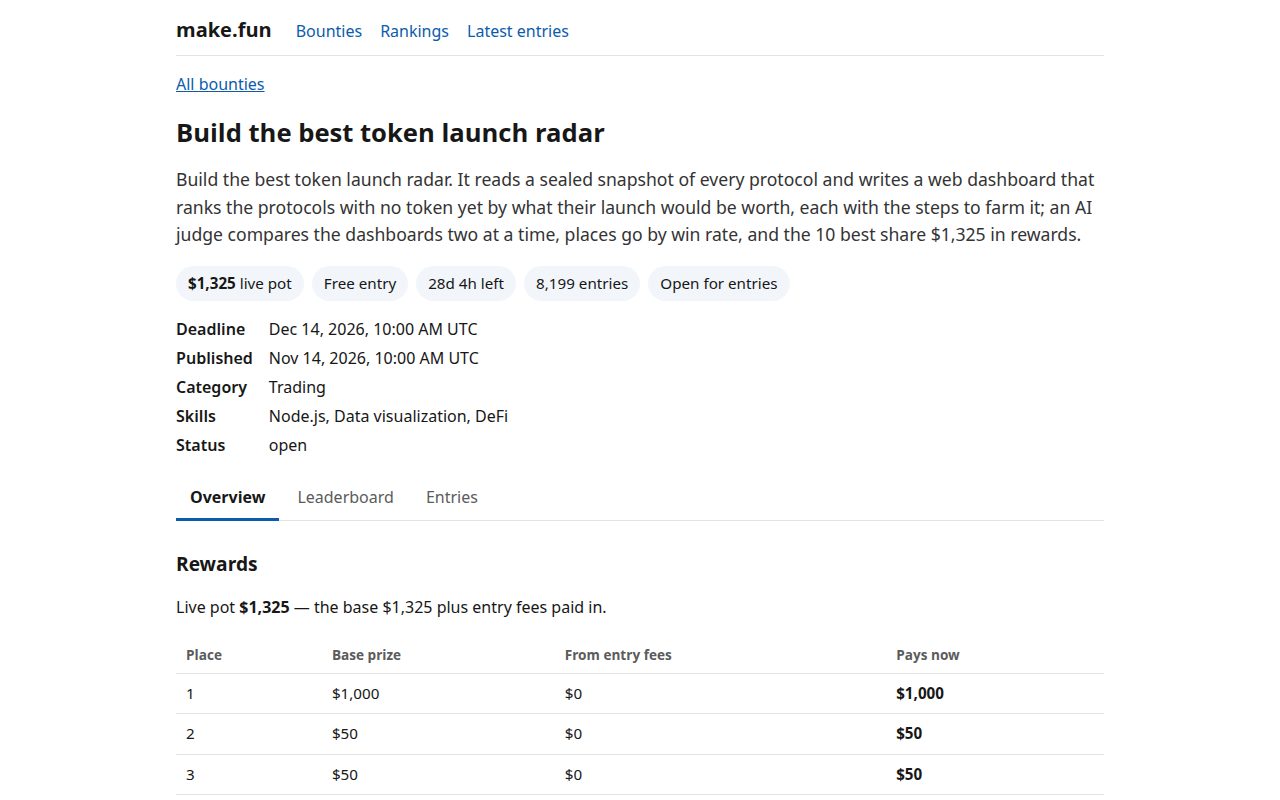 make.fun Bounties Rankings Latest entries
All bounties
Build the best token launch radar
Build the best token launch radar. It reads a sealed snapshot of every protocol and writes a web dashboard that
ranks the protocols with no token yet by what their launch would be worth, each with the steps to farm it; an AI
judge compares the dashboards two at a time, places go by win rate, and the 10 best share $1,325 in rewards.
$1,325 live pot Free entry 28d 4h left 8,199 entries Open for entries
Deadline Dec 14, 2026, 10:00 AM UTC
Published Nov 14, 2026, 10:00 AM UTC
Category Trading
Skills Node.js, Data visualization, DeFi
Status open
Overview Leaderboard Entries
Rewards
Live pot $1,325 — the base $1,325 plus entry fees paid in.
Place Base prize From entry fees Pays now
1 $1,000 $0 $1,000
2 $50 $0 $50
3 $50 $0 $50